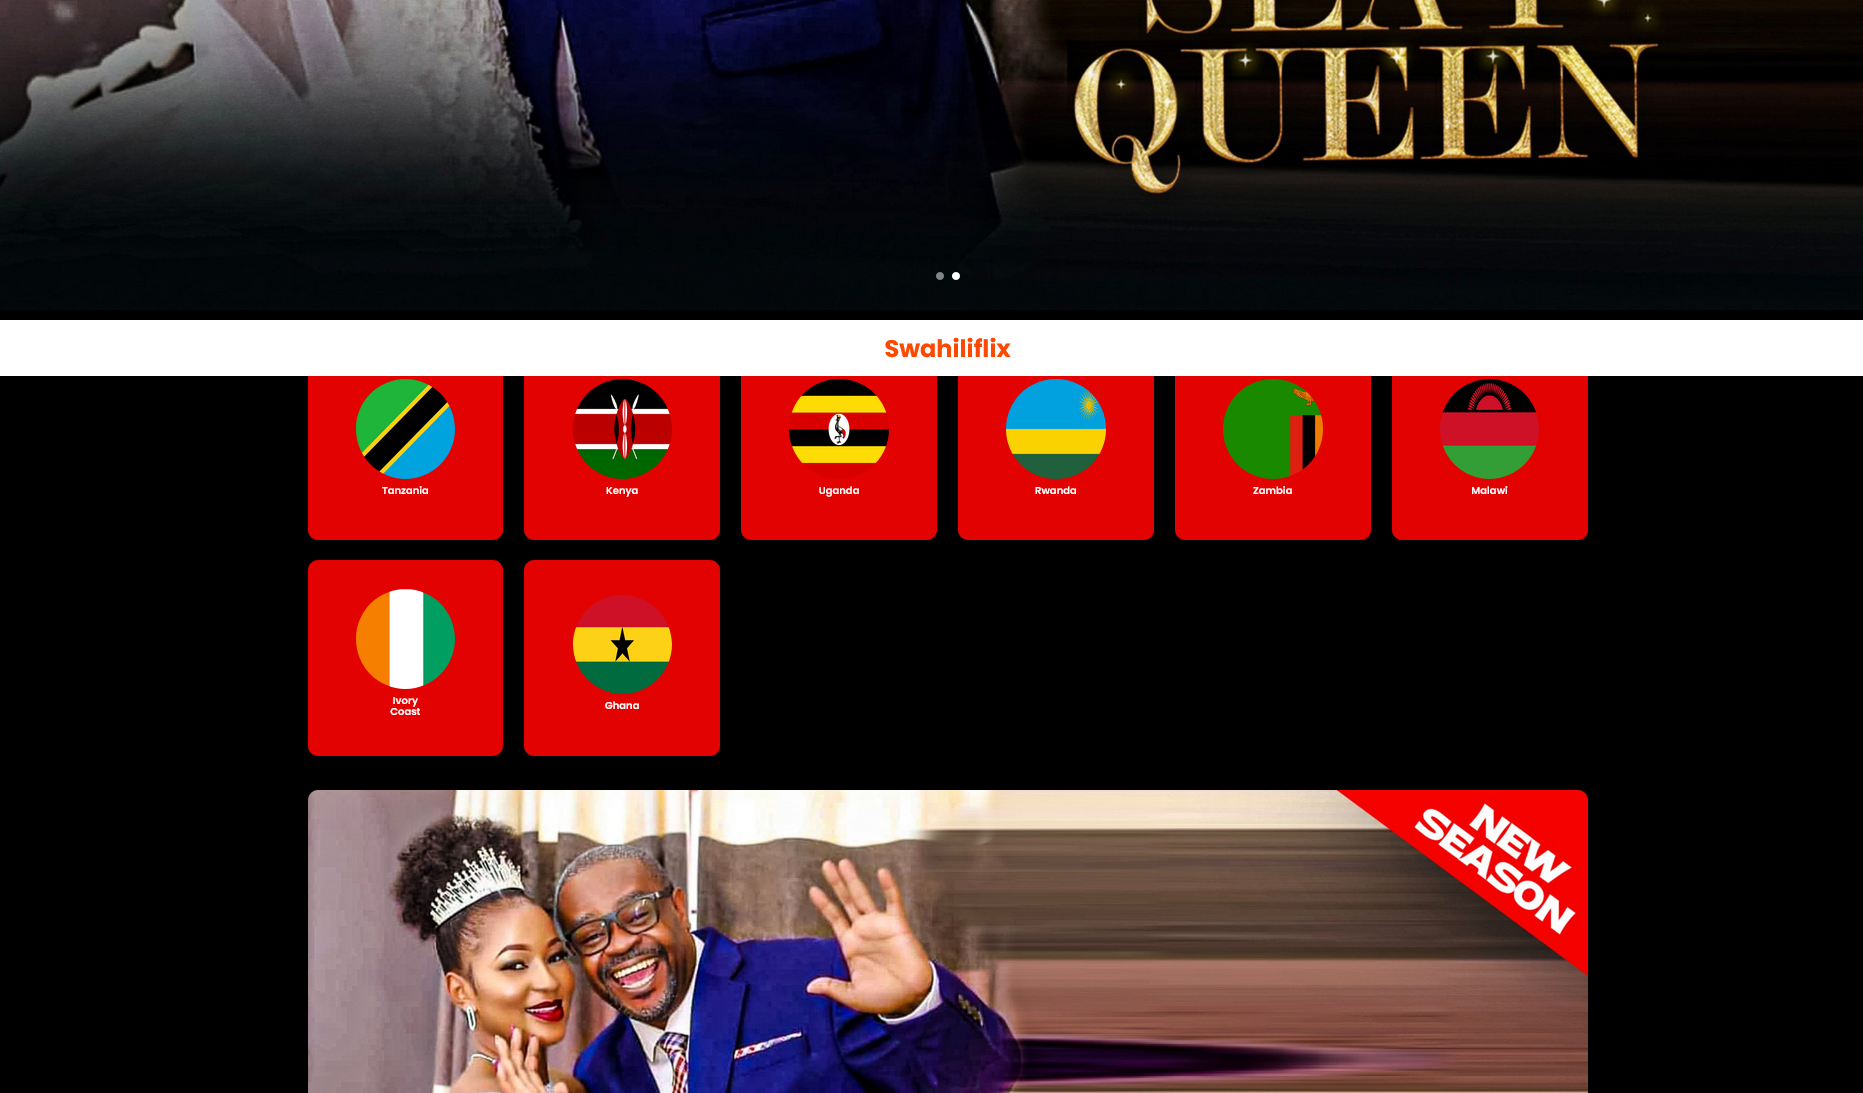 QUEEN
Swahiliflix
Tanzania
Kenya
Uganda
Rwanda
Zambia
Malawi
Ivory
Coast
Ghana
NEW
SEASON